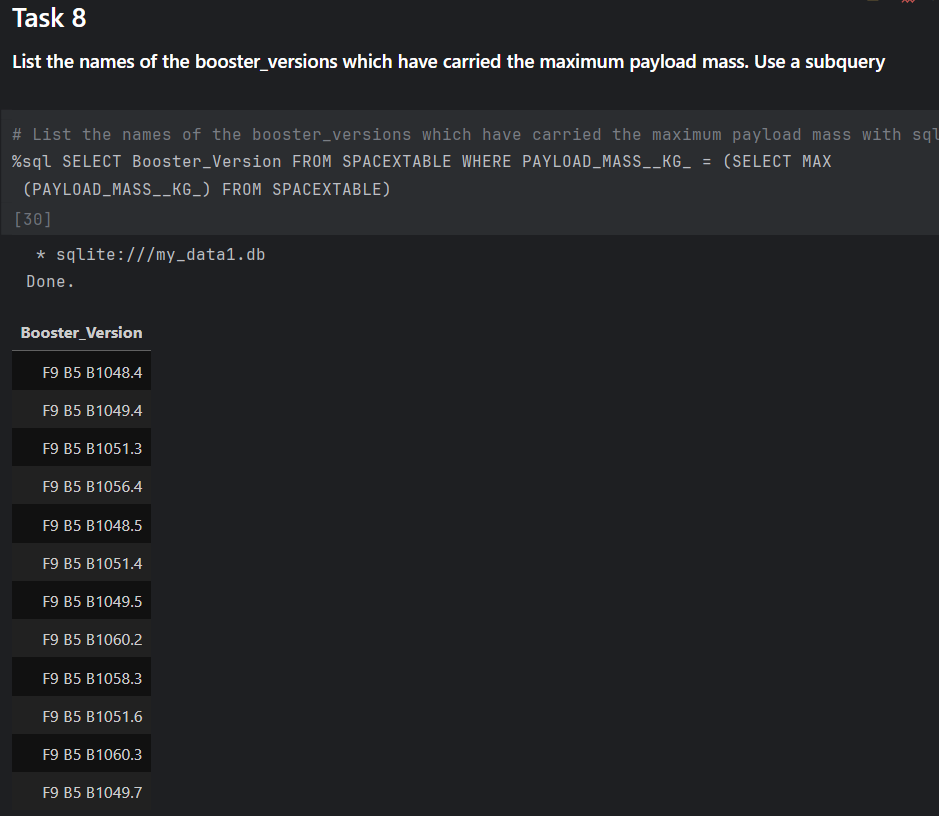 Task 8
List the names of the booster_versions which have carried the maximum payload mass. Use a subquery
# List the names of the booster_versions which have carried the maximum payload mass with sql
%sql SELECT Booster_Version FROM SPACEXTABLE WHERE PAYLOAD_MASS__KG_ = (SELECT MAX
(PAYLOAD_MASS__KG_) FROM SPACEXTABLE)
[30]
* sqlite:///my_data1.db
Done.
Booster_Version
F9 B5 B1048.4
F9 B5 B1049.4
F9 B5 B1051.3
F9 B5 B1056.4
F9 B5 B1048.5
F9 B5 B1051.4
F9 B5 B1049.5
F9 B5 B1060.2
F9 B5 B1058.3
F9 B5 B1051.6
F9 B5 B1060.3
F9 B5 B1049.7